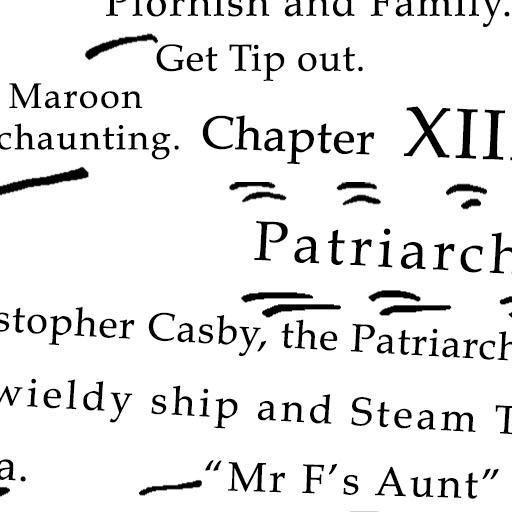 Plornish and Family.
Get Tip out.
Maroon
chaunting.
Chapter XIII
Patriarch
stopher Casby, the Patriarch
wieldy ship and Steam T
a.
“Mr F’s Aunt”